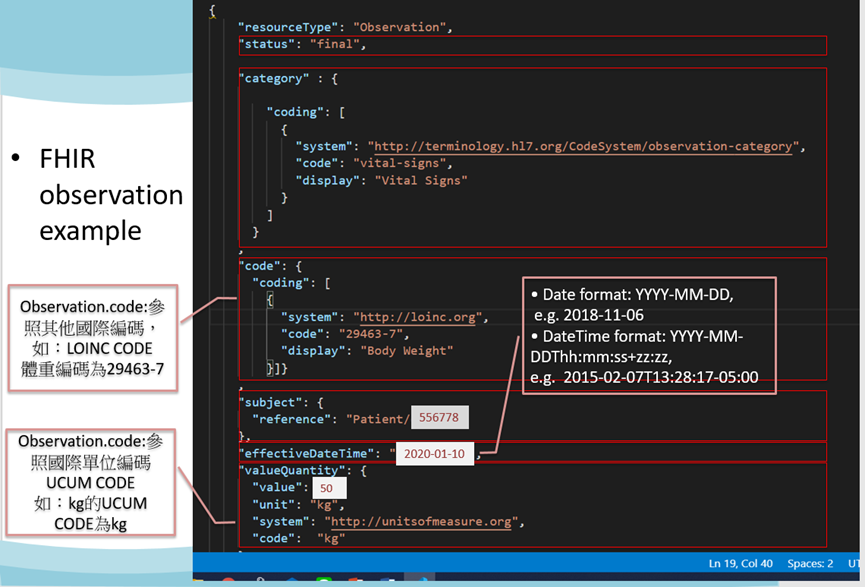 • FHIR
observation
example
Observation.code:參
照其他國際編碼，
如：LOINC CODE
體重編碼為29463-7
Observation.code:參
照國際單位編碼
UCUM CODE
如：kg的UCUM
CODE為kg
{
"resourceType": "Observation",
"status": "final",
"category" : {
"coding": [
{
"system": "http://terminology.hl7.org/CodeSystem/observation-category",
"code": "vital-signs",
"display": "Vital Signs"
}
]
}
,
"code": {
"coding": [
{
"system": "http://loinc.org",
"code": "29463-7",
"display": "Body Weight"
}]}
,
"subject": {
"reference": "Patient/ 556778
},
"effectiveDateTime": " 2020-01-10 ,
"valueQuantity": {
"value": 50
"unit": "kg",
"system": "http://unitsofmeasure.org",
"code": "kg"
• Date format: YYYY-MM-DD,
e.g. 2018-11-06
• DateTime format: YYYY-MM-
DDThh:mm:ss+zz:zz,
e.g. 2015-02-07T13:28:17-05:00
Ln 19, Col 40 Spaces: 2